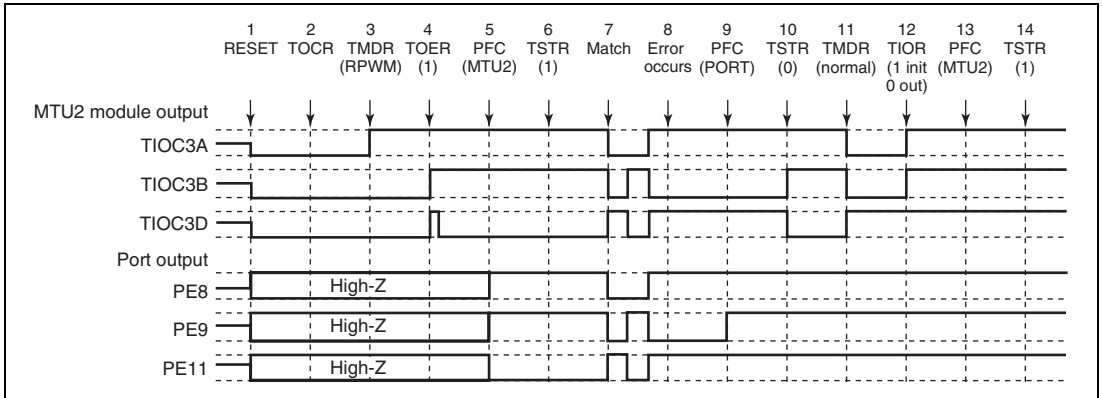 1 2 3 4 5 6 7 8 9 10 11 12 13 14
RESET TOCR TMDR TOER PFC TSTR Match Error PFC TSTR TMDR TIOR PFC TSTR
(RPWM) (1) (MTU2) (1) occurs (PORT) (0) (normal) (1 init (MTU2) (1)
0 out)
MTU2 module output
TIOC3A
TIOC3B
TIOC3D
Port output
PE8 High-Z
PE9 High-Z
PE11 High-Z